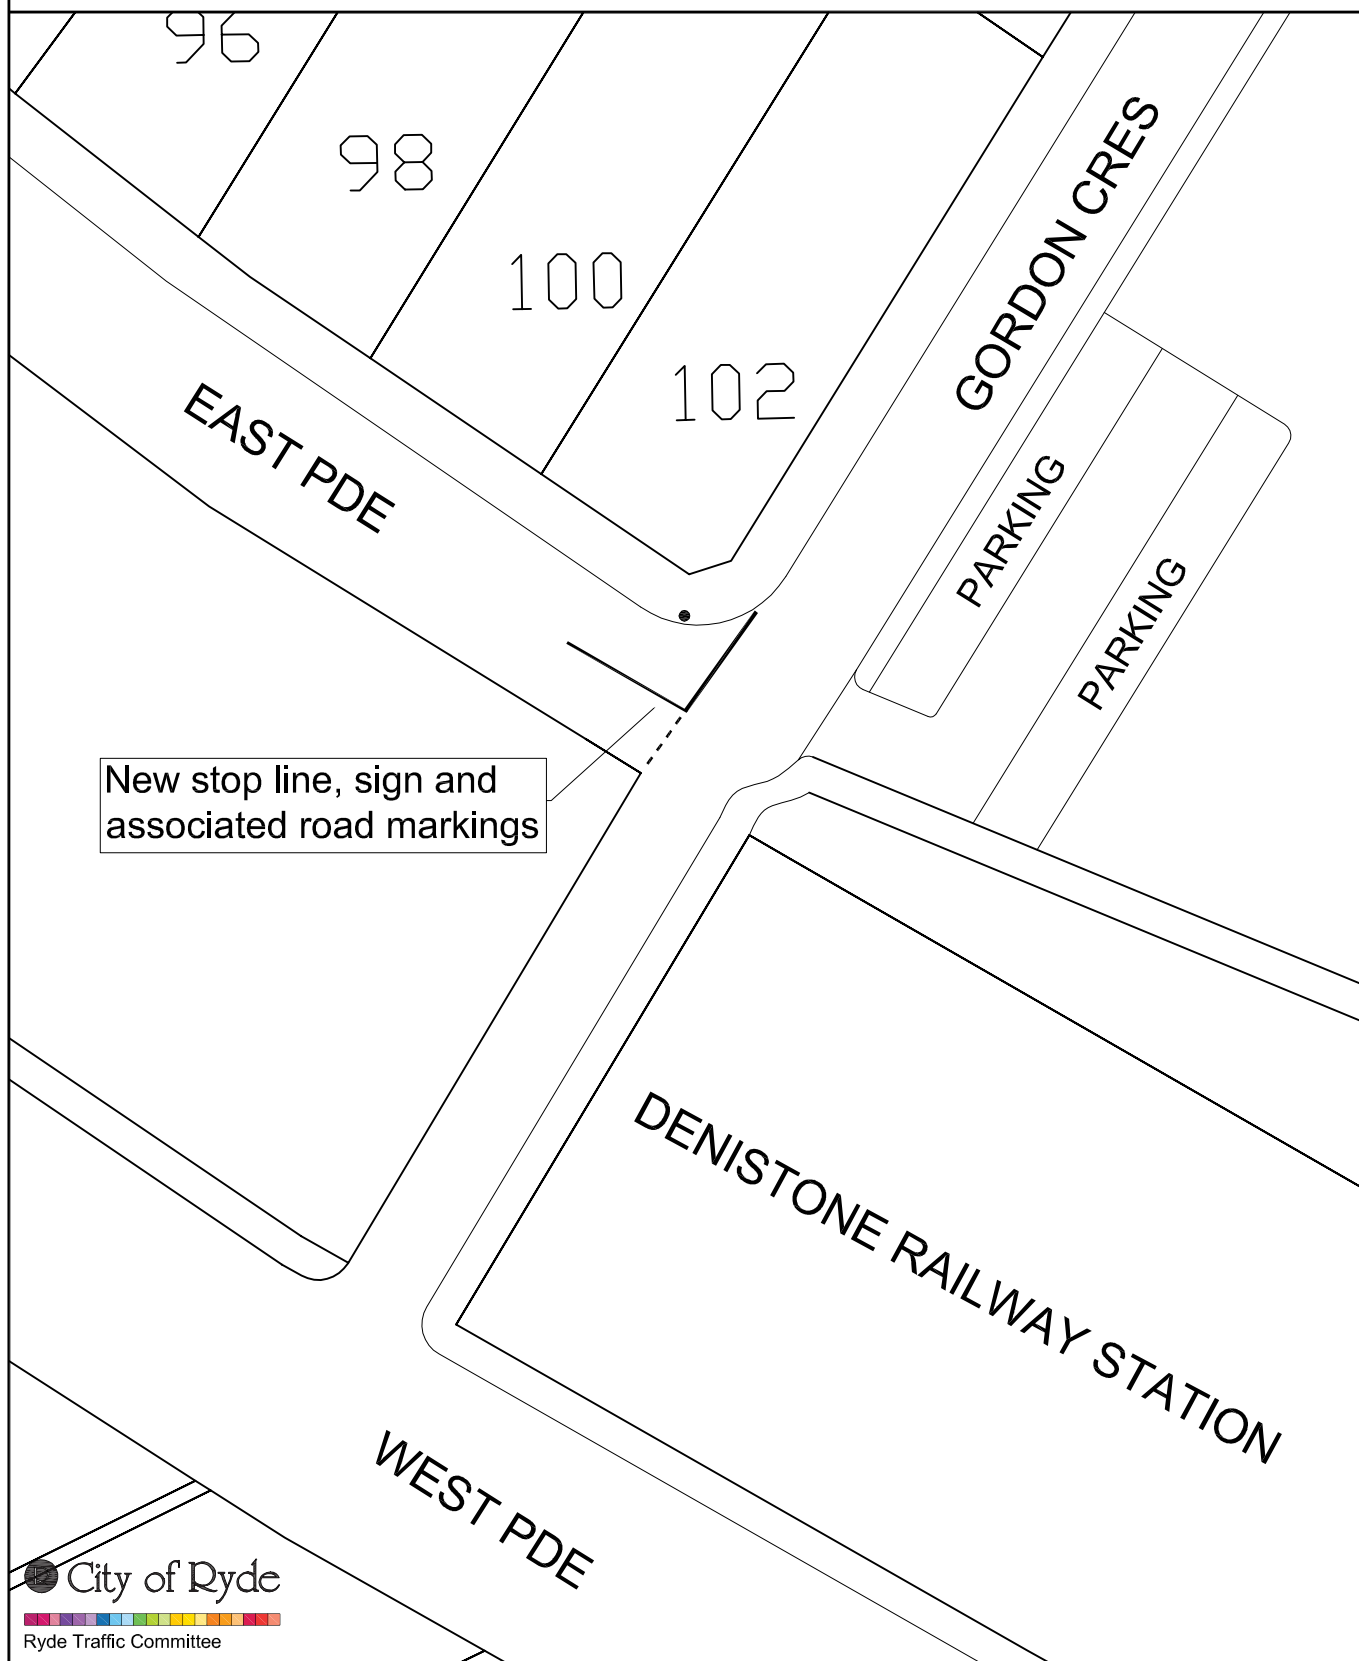 96
98
100
102
GORDON CRES
EAST PDE
PARKING
PARKING
New stop line, sign and
associated road markings
DENISTONE RAILWAY STATION
WEST PDE
City of Ryde
Ryde Traffic Committee